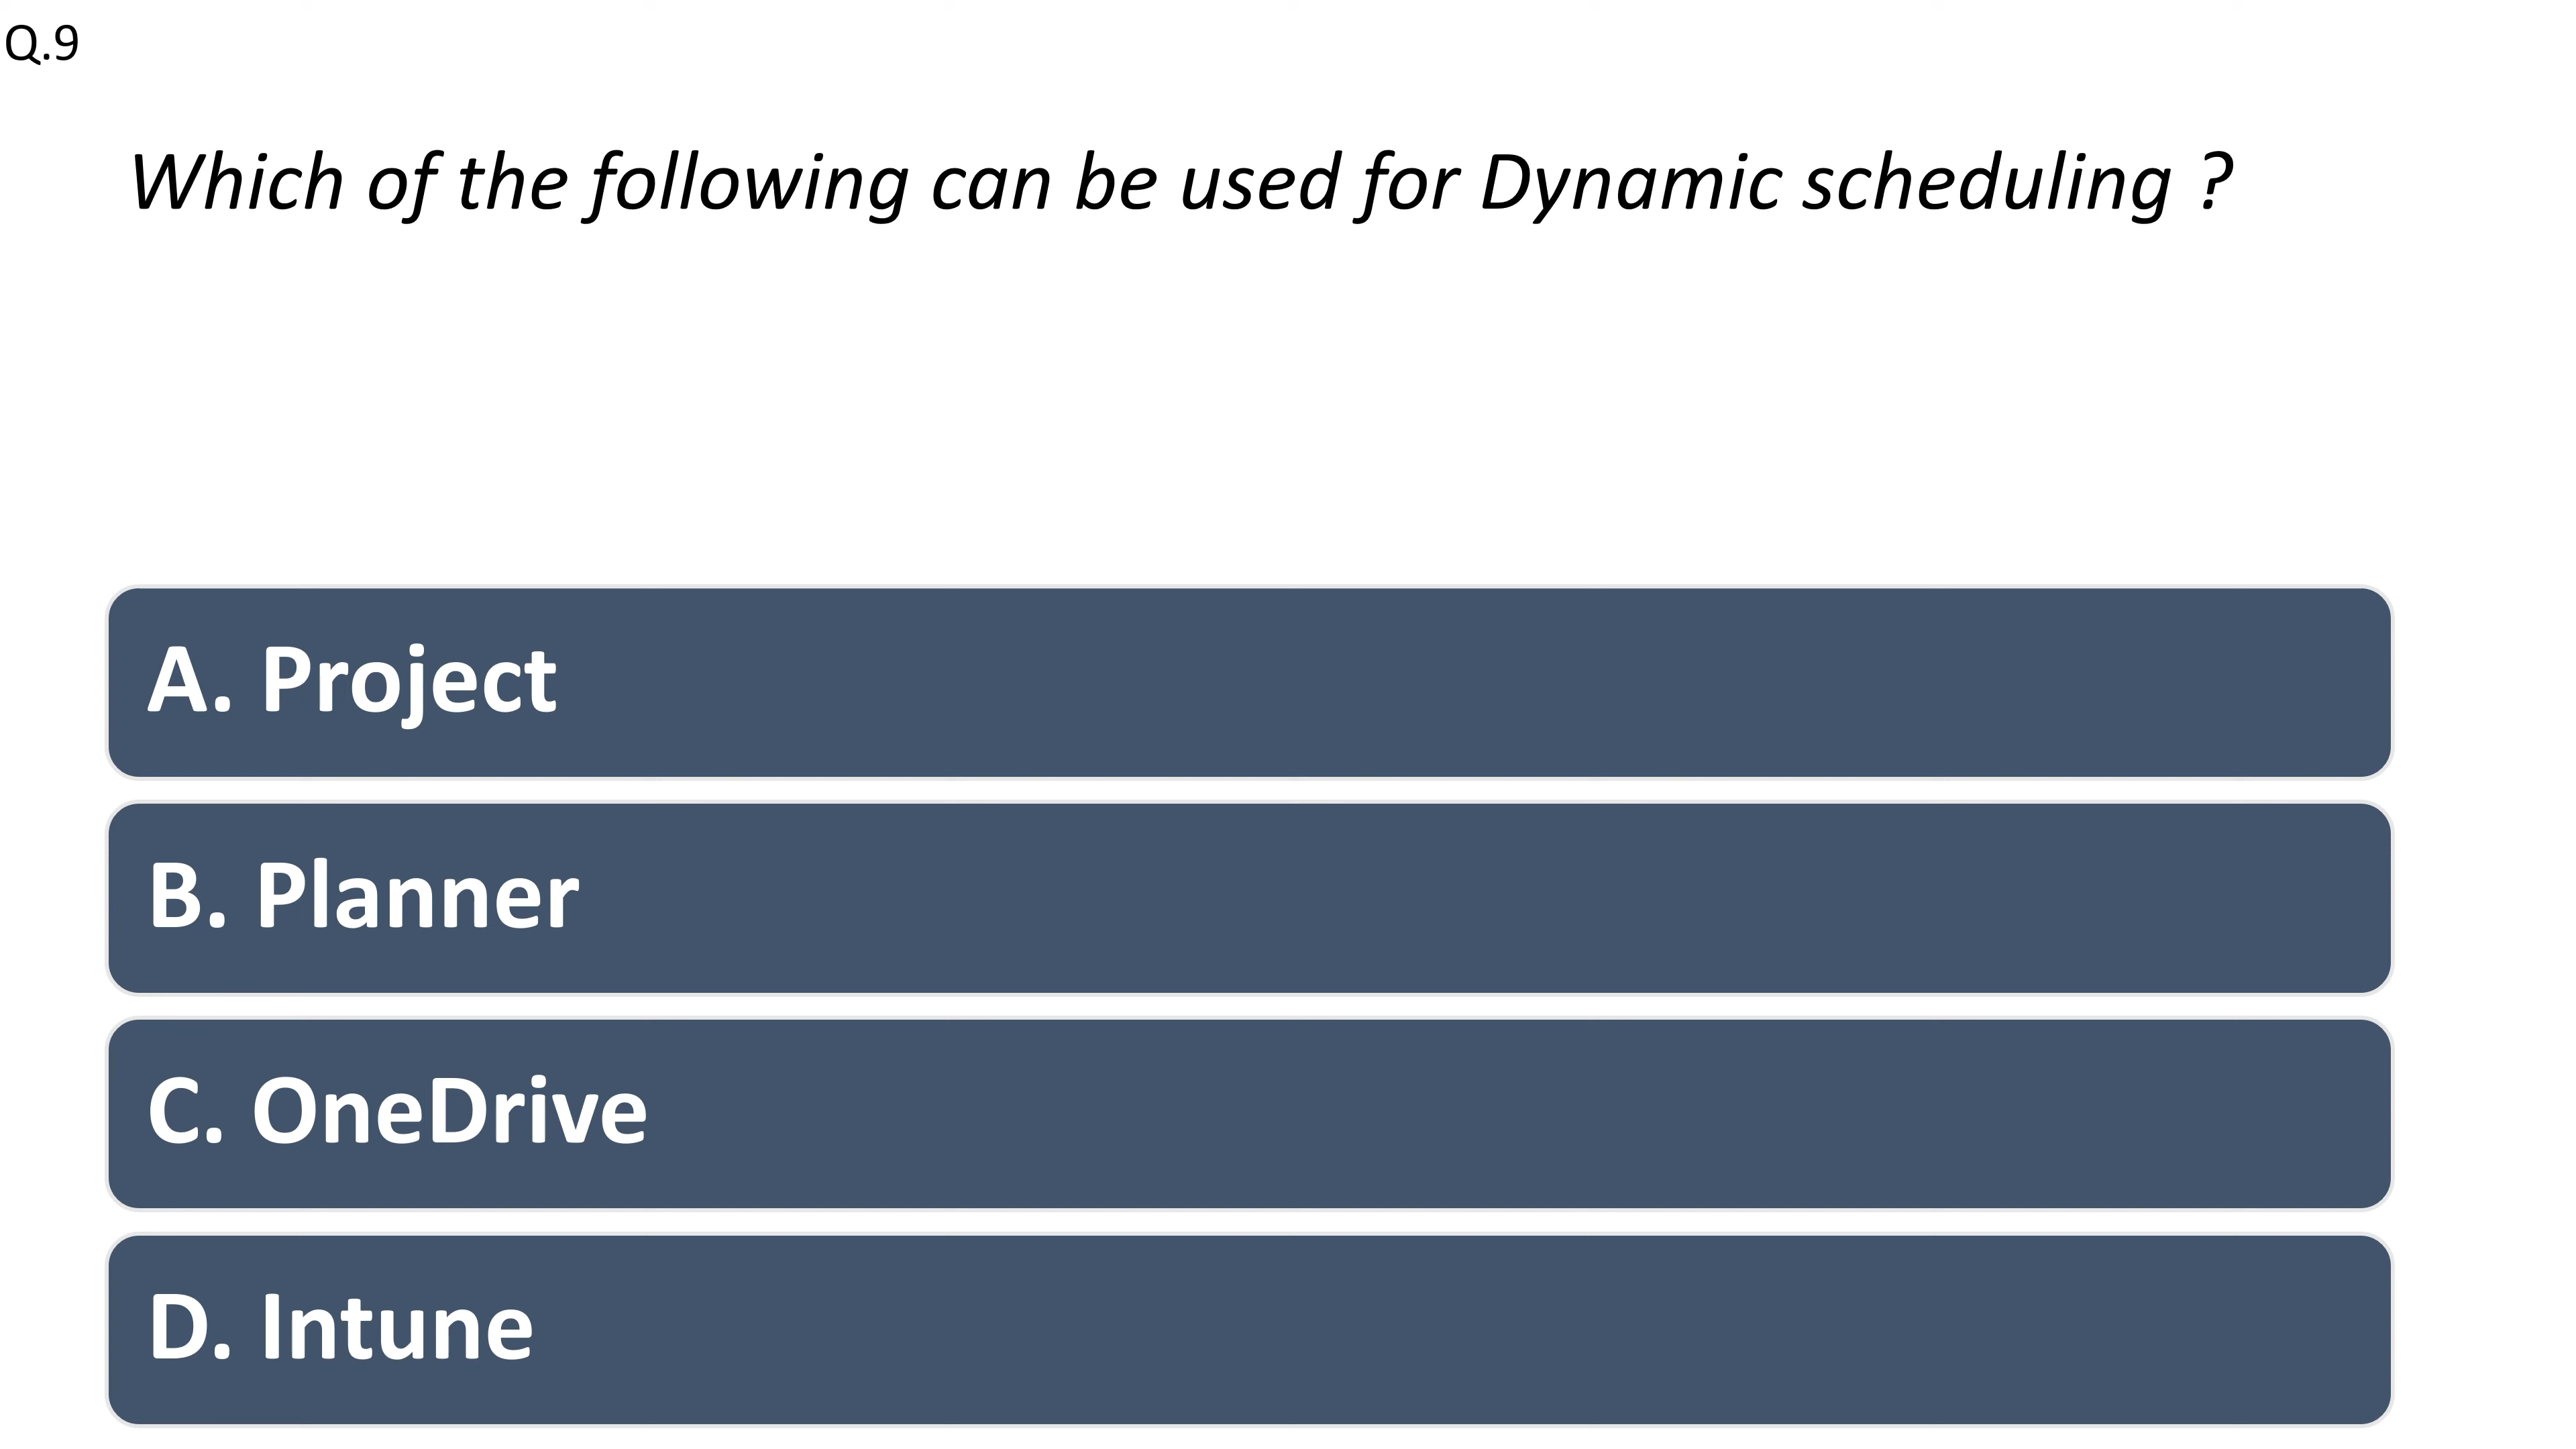 Q.9
Which of the following can be used for Dynamic scheduling ?
A. Project
B. Planner
C. OneDrive
D. Intune